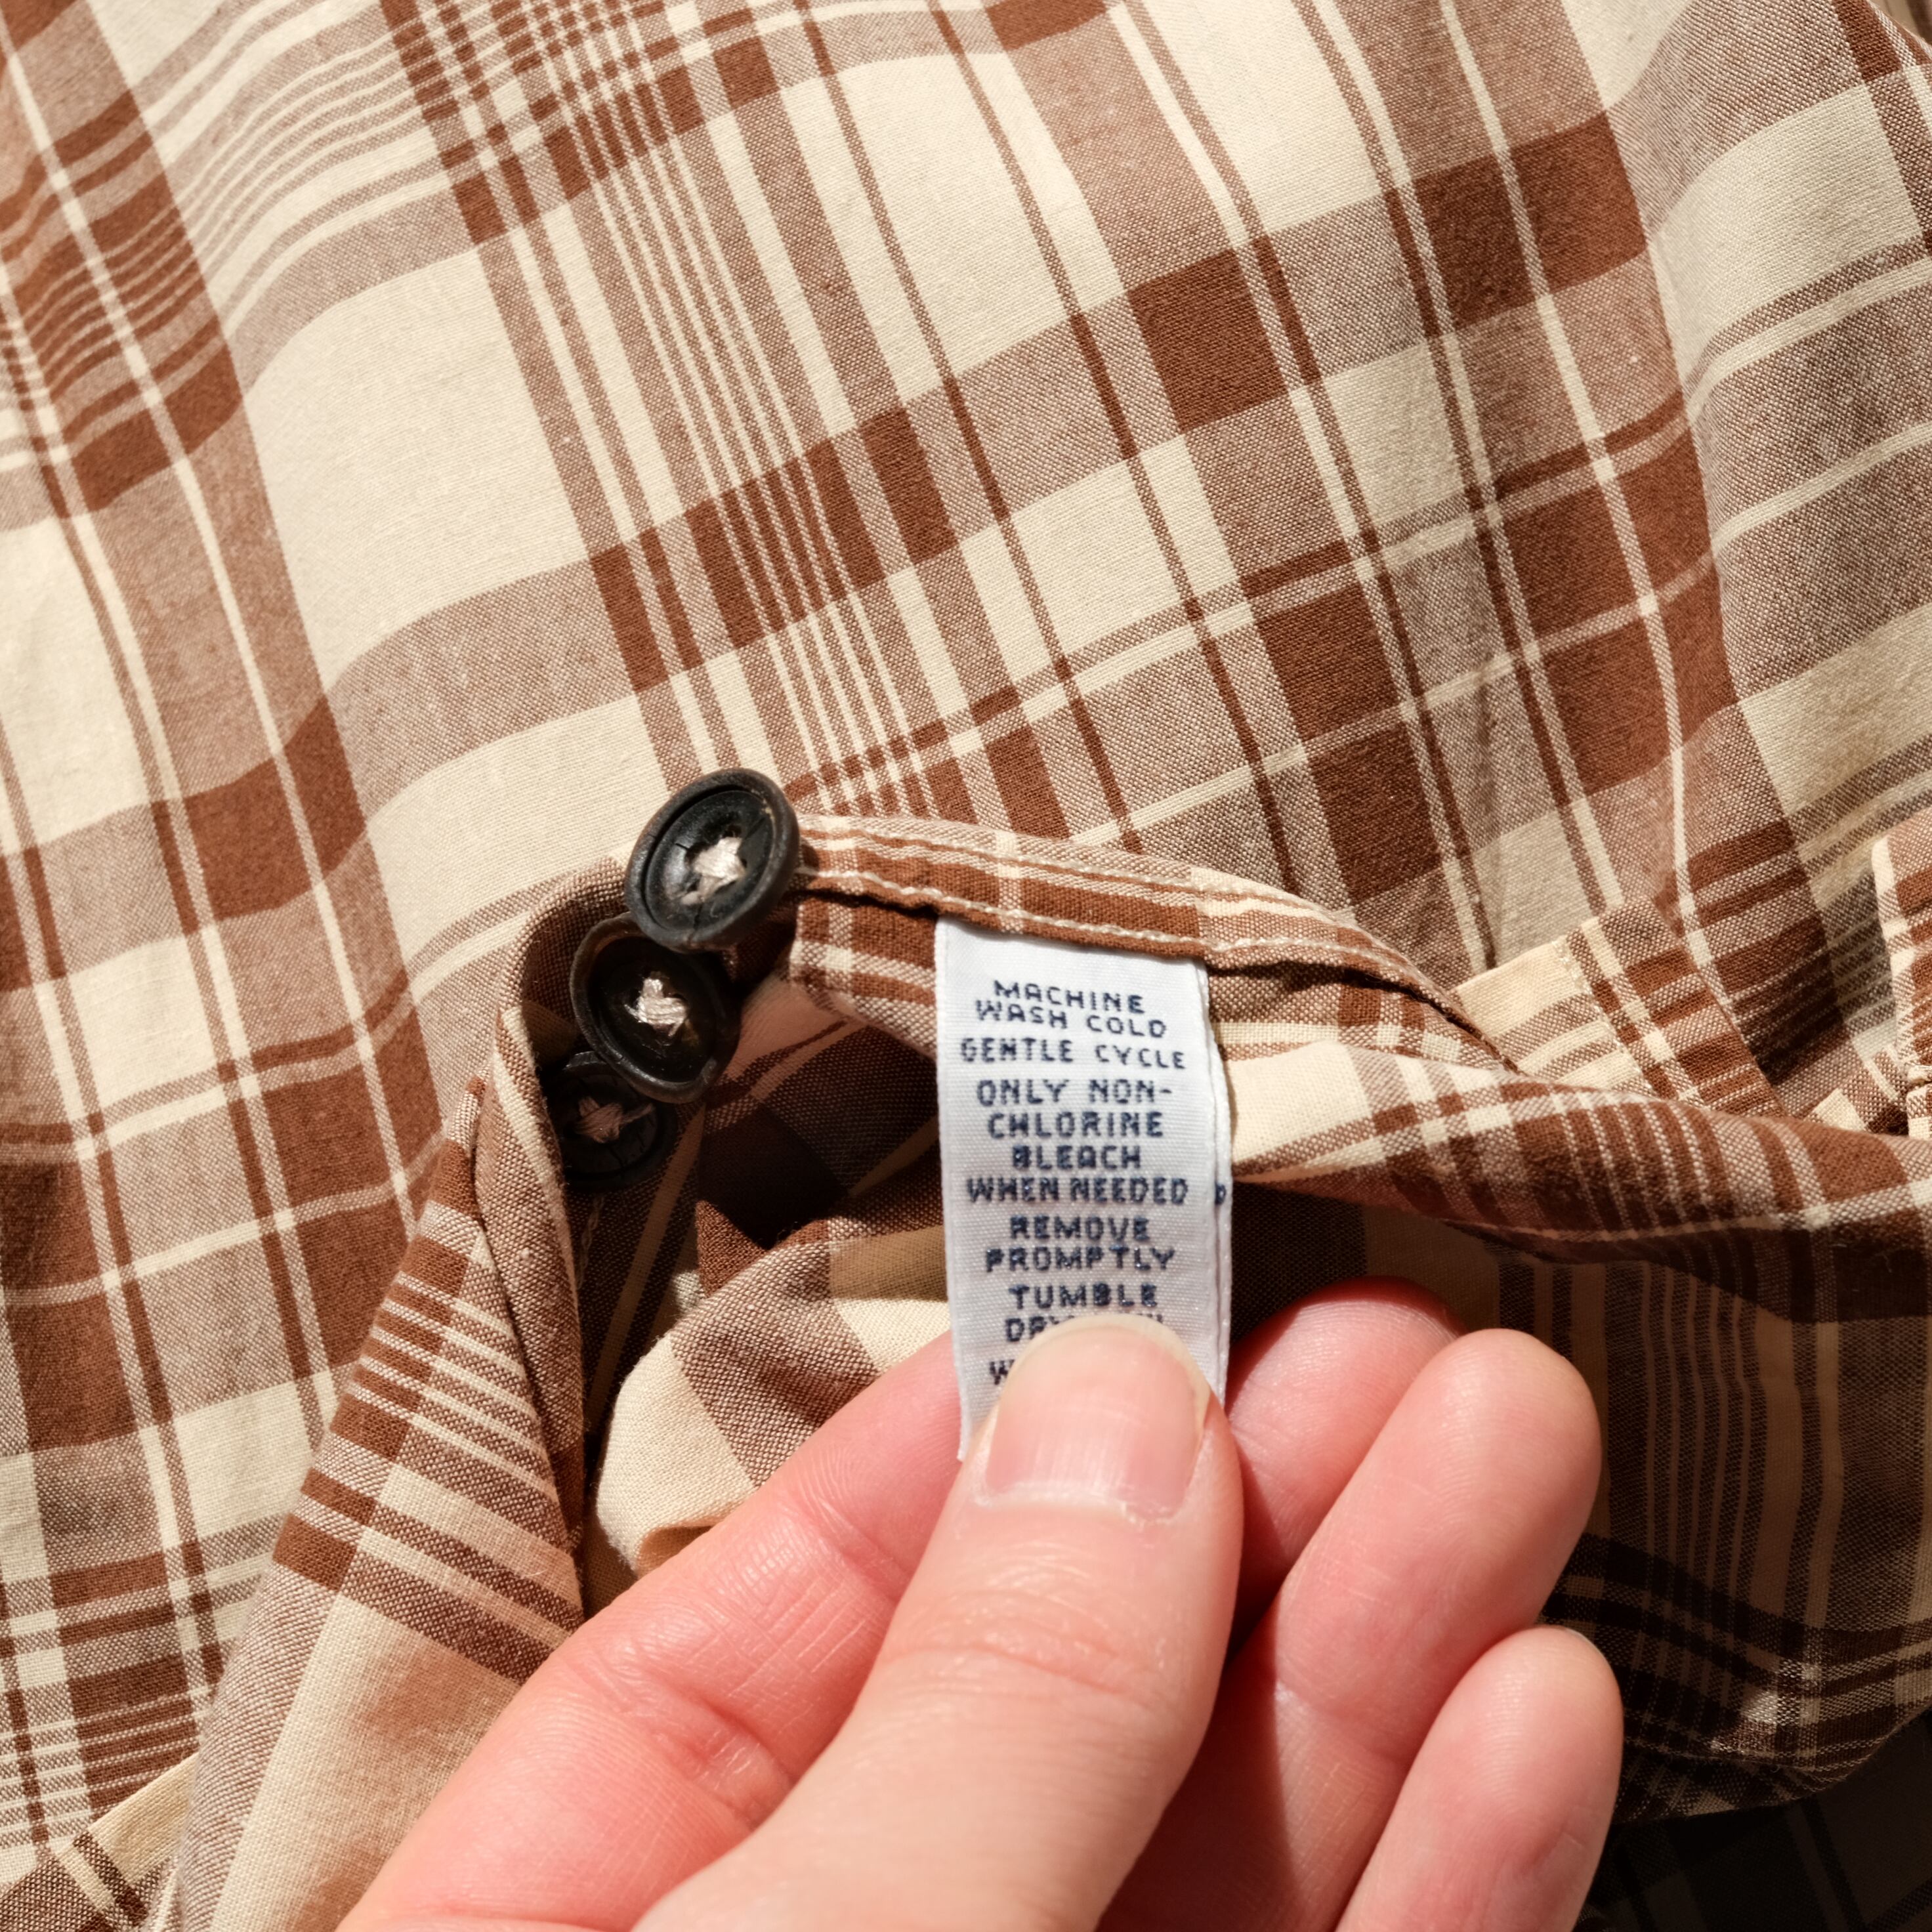 MACHINE
WASH COLD
GENTLE CYCLE
ONLY NON-
CHLORINE
BLEACH
WHEN NEEDED
REMOVE
PROMPTLY
TUMBLE